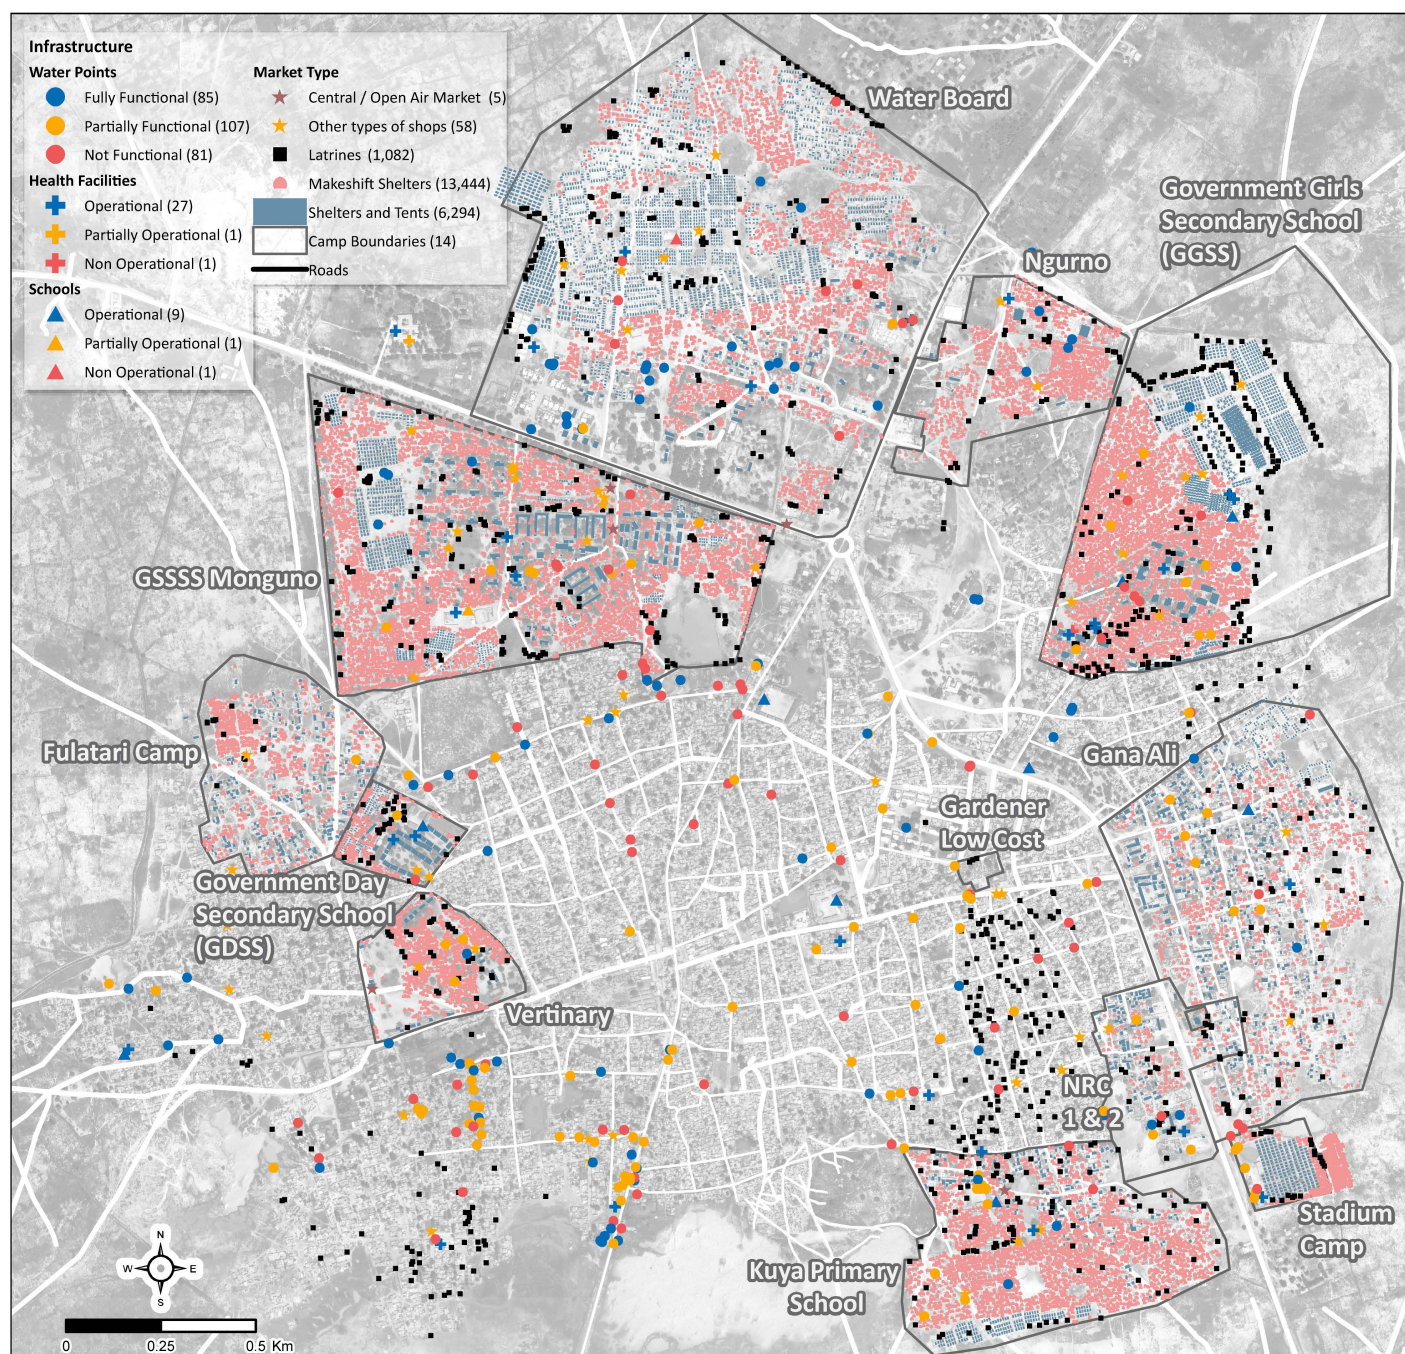 Infrastructure
Water Points
Fully Functional (85)
Partially Functional (107)
Not Functional (81)
Health Facilities
Operational (27)
Partially Operational (1)
Non Operational (1)
Schools
Operational (9)
Partially Operational (1)
Non Operational (1)
Market Type
Central / Open Air Market (5)
Other types of shops (58)
Latrines (1,082)
Makeshift Shelters (13,444)
Shelters and Tents (6,294)
Camp Boundaries (14)
Roads
Water Board
Government Girls
Secondary School
(GGSS)
Ngurno
GSSSS Monguno
Fulatari Camp
Gana Ali
Gardener
Low Cost
Government Day
Secondary School
(GDSS)
Vertinary
NRC
1 & 2
Stadium
Camp
Kuya Primary
School
N
W
E
S
0
0.25
0.5 Km